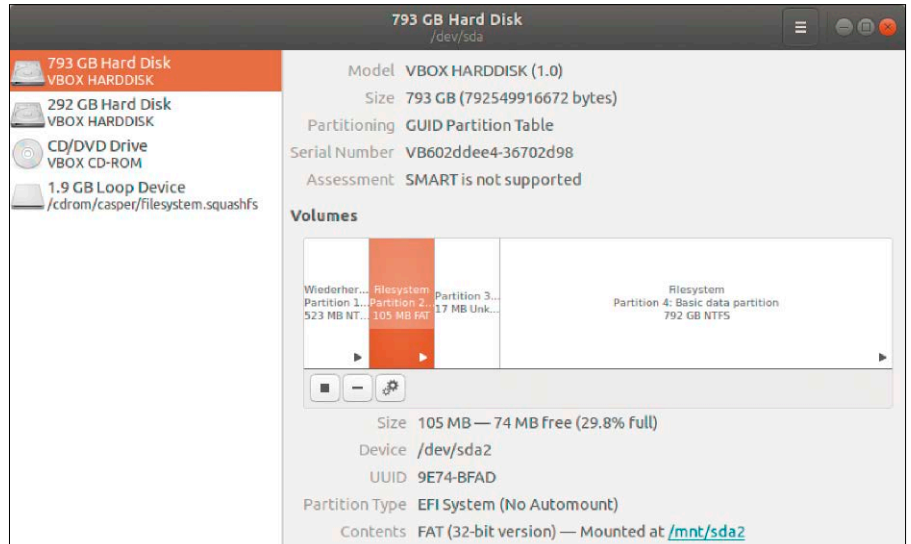 793 GB Hard Disk
/dev/sda
793 GB Hard Disk
VBOX HARDDISK
292 GB Hard Disk
VBOX HARDDISK
CD/DVD Drive
VBOX CD-ROM
1.9 GB Loop Device
/cdrom/casper/filesystem.squashfs
Model VBOX HARDDISK (1.0)
Size 793 GB (792549916672 bytes)
Partitioning GUID Partition Table
Serial Number VB602ddee4-36702d98
Assessment SMART is not supported
Volumes
Wiederher...
Partition 1...
523 MB NT...
Filesystem
Partition 2...
105 MB FAT
Partition 3...
17 MB Unk...
Filesystem
Partition 4: Basic data partition
792 GB NTFS
Size 105 MB — 74 MB free (29.8% full)
Device /dev/sda2
UUID 9E74-BFAD
Partition Type EFI System (No Automount)
Contents FAT (32-bit version) — Mounted at /mnt/sda2